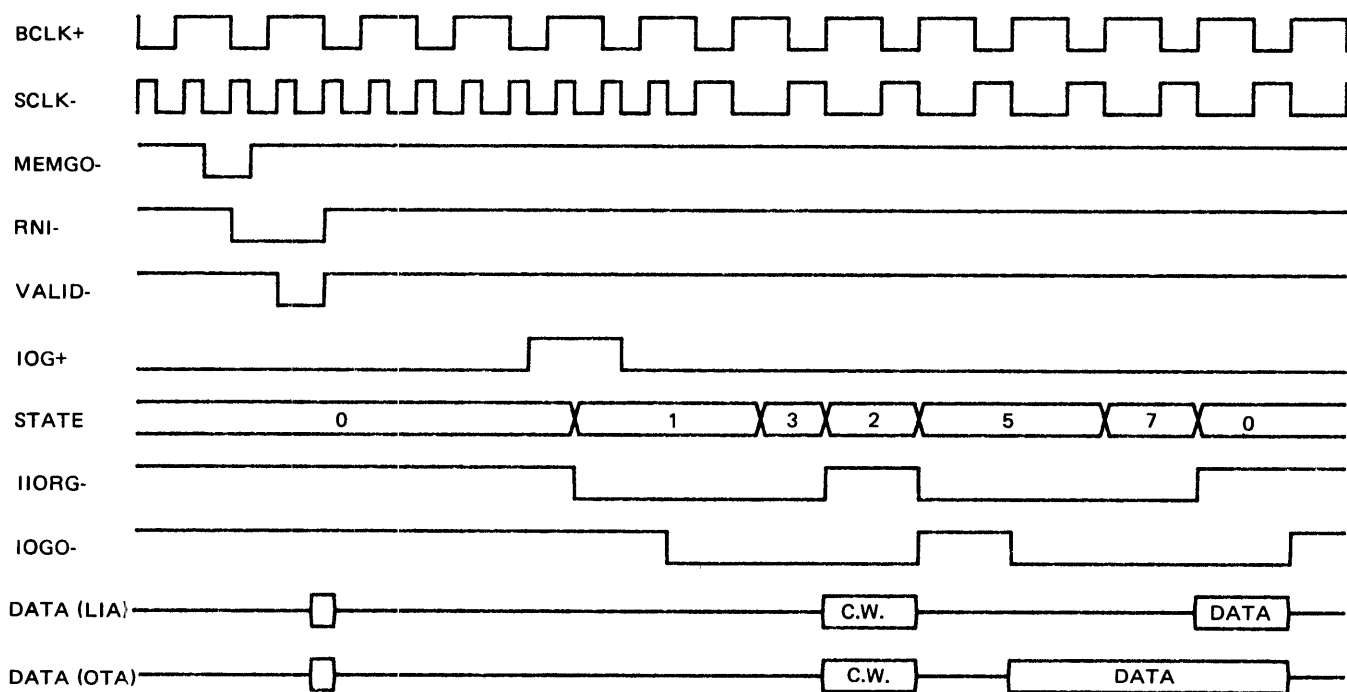 BCLK+
SCLK-
MEMGO-
RNI-
VALID-
IOG+
STATE 0 1 3 2 5 7 0
IIORG-
IOGO-
DATA (LIA) C.W. DATA
DATA (OTA) C.W. DATA